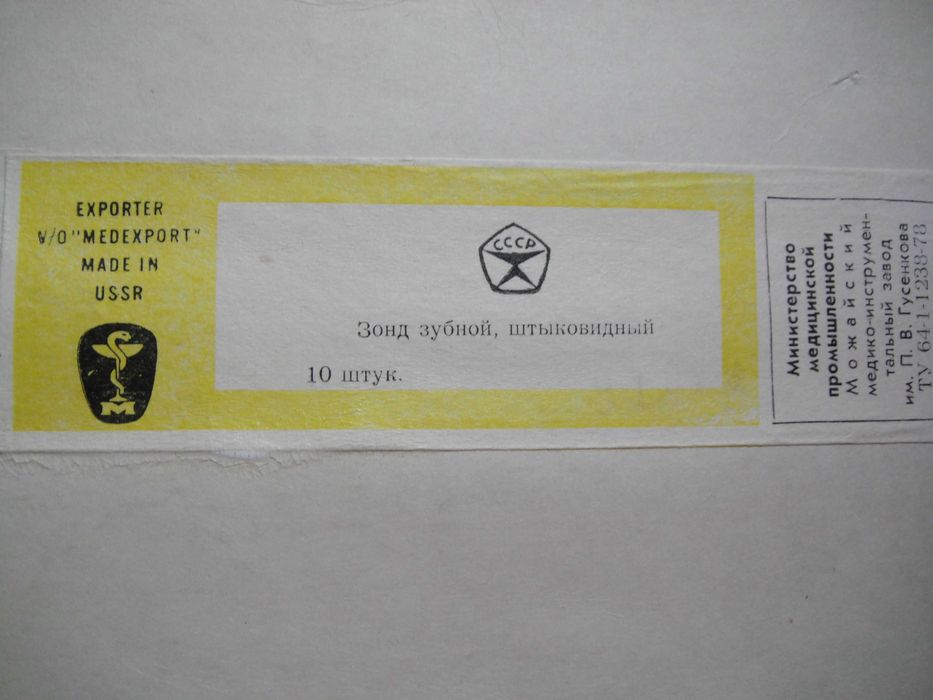 EXPORTER
V/O "MEDEXPORT"
MADE IN
USSR
М
СССР
Зонд зубной, штыковидный
10 штук.
Министерство
медицинской
промышленности
Можайский
медико-инструмен-
тальный завод
им. П. В. Гусенкова
ТУ 64-1-1238-78